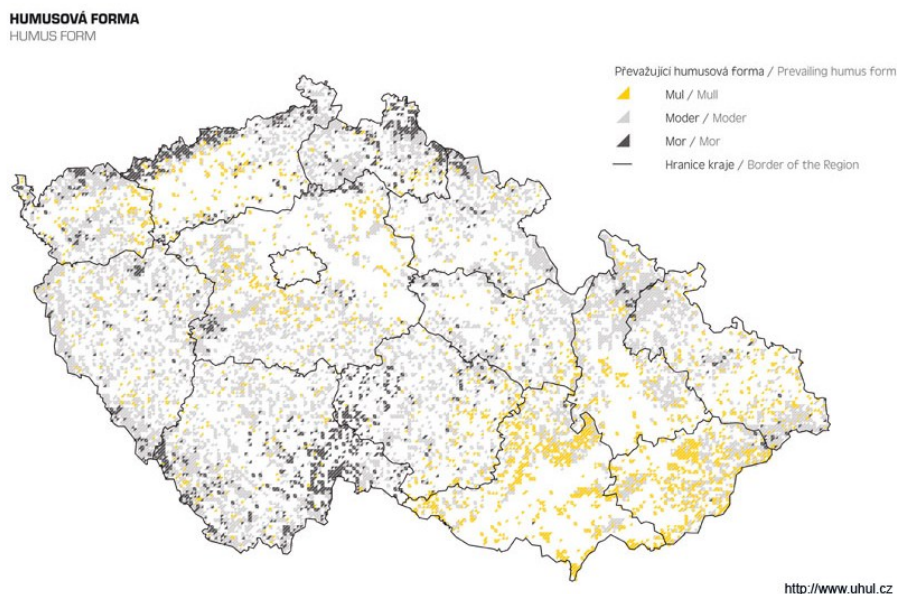 HUMUSOVÁ FORMA
HUMUS FORM
Převažující humusová forma / Prevailing humus form
Mul / Mull
Moder / Moder
Mor / Mor
Hranice kraje / Border of the Region
http://www.uhul.cz